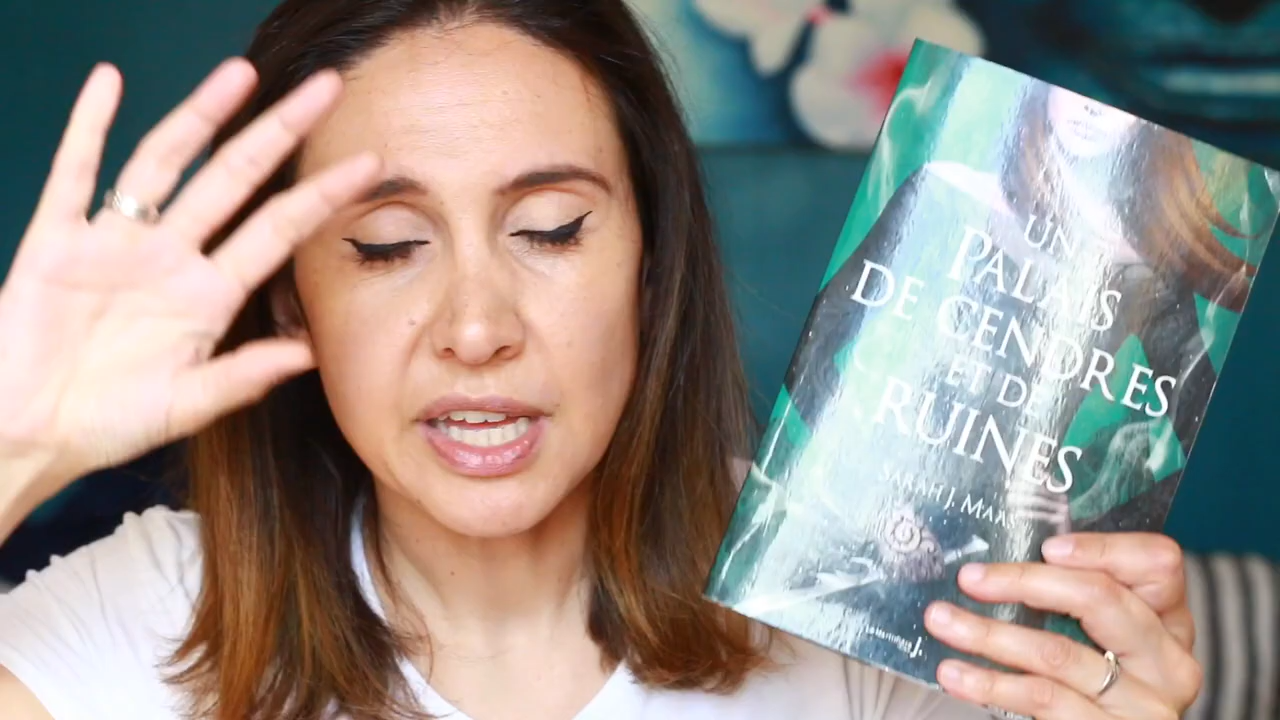 UN
PALAIS
DE CENDRES
ET DE
RUINES
SARAH J. MAAS